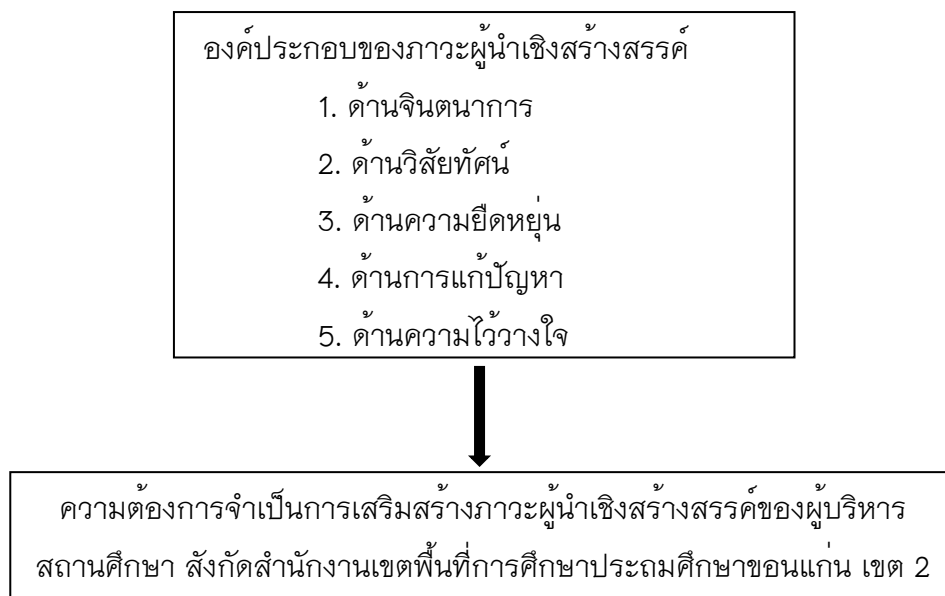 องค์ประกอบของภาวะผู้นำเชิงสร้างสรรค์
1. ด้านจินตนาการ
2. ด้านวิสัยทัศน์
3. ด้านความยืดหยุ่น
4. ด้านการแก้ปัญหา
5. ด้านความไว้วางใจ
ความต้องการจำเป็นการเสริมสร้างภาวะผู้นำเชิงสร้างสรรค์ของผู้บริหาร
สถานศึกษา สังกัดสำนักงานเขตพื้นที่การศึกษาประถมศึกษาขอนแก่น เขต 2